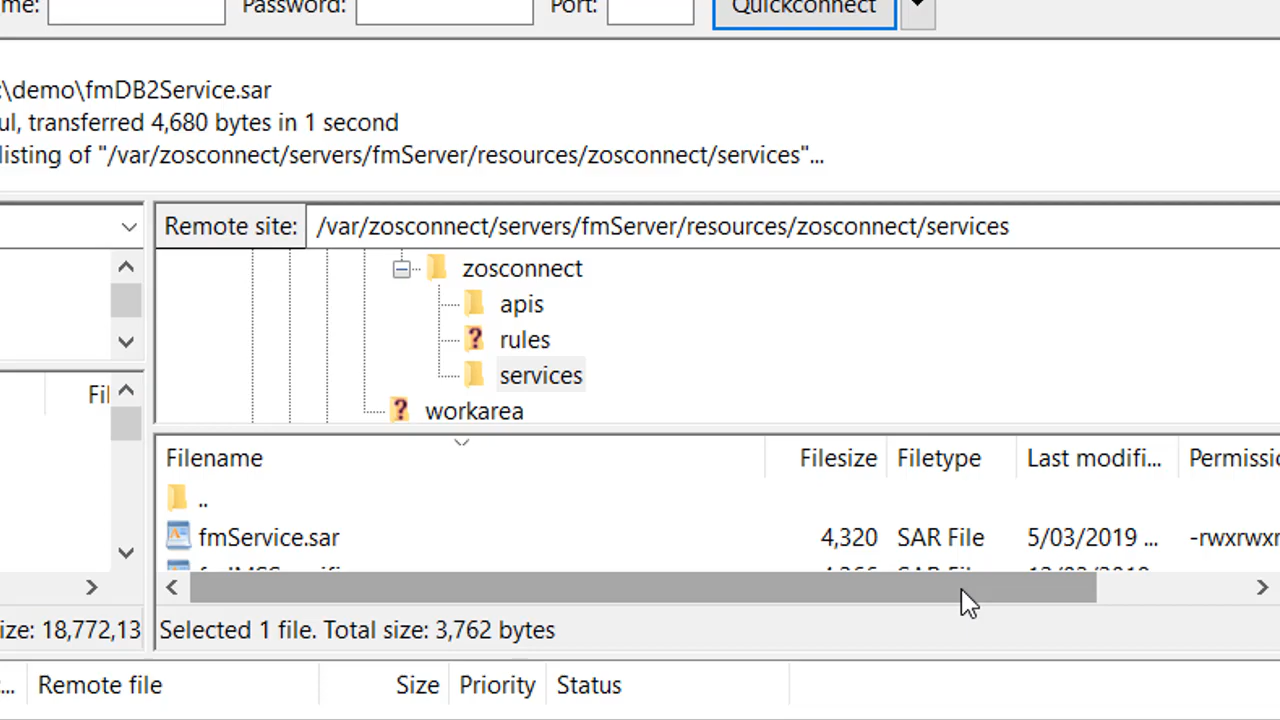 me: Password: Port: Quickconnect
:\demo\fmDB2Service.sar
ul, transferred 4,680 bytes in 1 second
listing of "/var/zosconnect/servers/fmServer/resources/zosconnect/services"...
Remote site: /var/zosconnect/servers/fmServer/resources/zosconnect/services
zosconnect
apis
rules
services
workarea
Fil
Filename Filesize Filetype Last modifi... Permissio
..
fmService.sar 4,320 SAR File 5/03/2019 ... -rwxrwxr
ize: 18,772,13 Selected 1 file. Total size: 3,762 bytes
... Remote file Size Priority Status